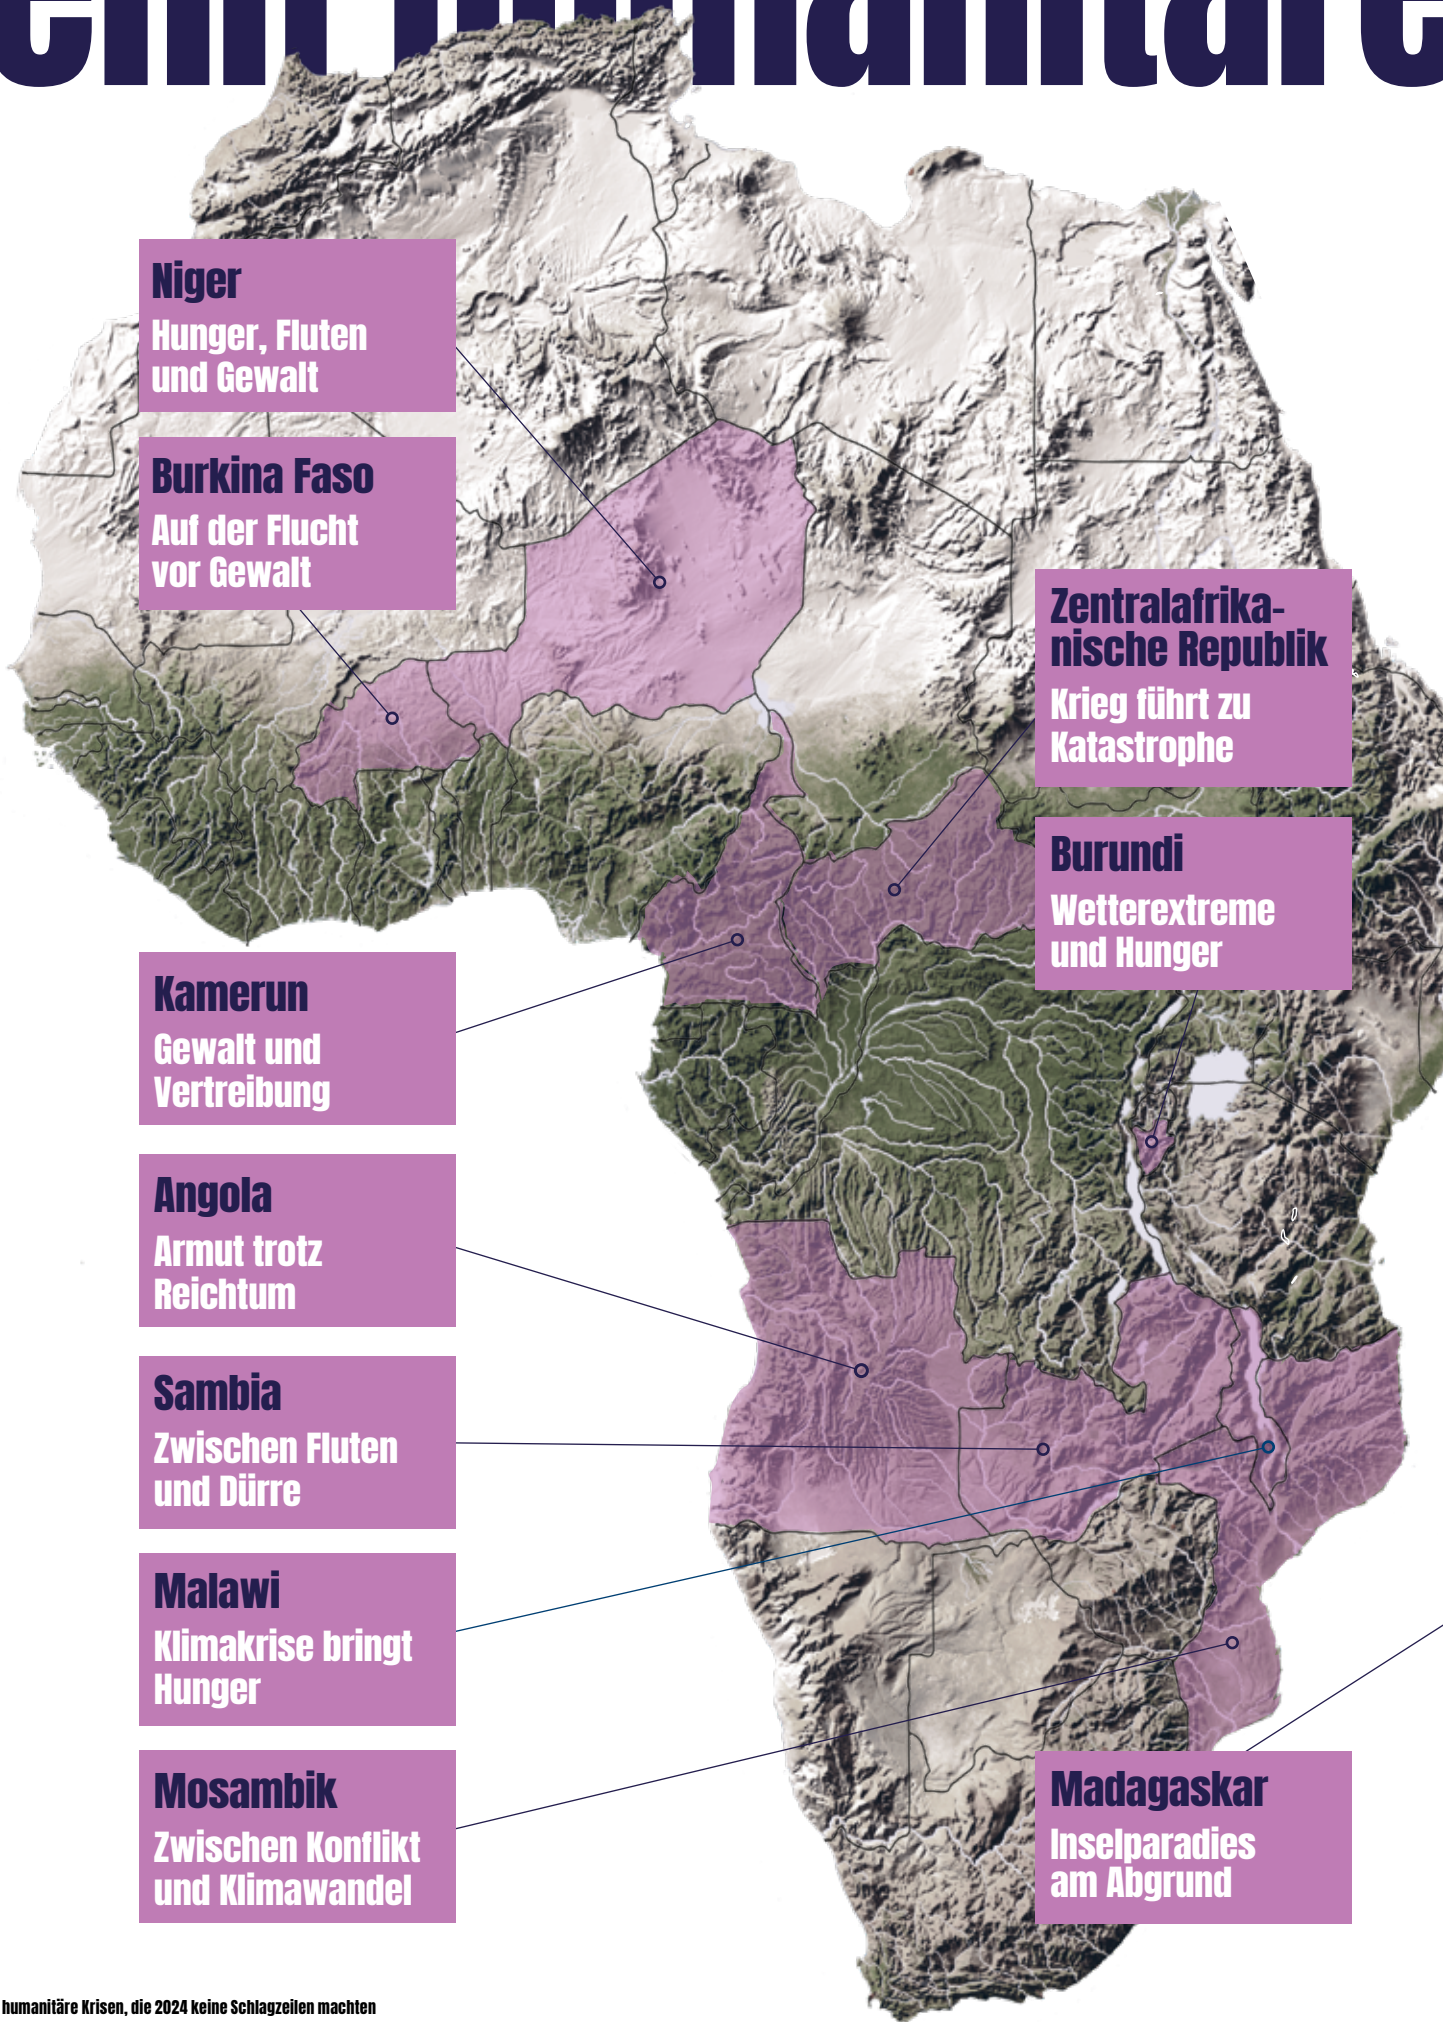 Niger
Hunger, Fluten
und Gewalt
Burkina Faso
Auf der Flucht
vor Gewalt
Zentralafrika-
nische Republik
Krieg führt zu
Katastrophe
Burundi
Wetterextreme
und Hunger
Kamerun
Gewalt und
Vertreibung
Angola
Armut trotz
Reichtum
Sambia
Zwischen Fluten
und Dürre
Malawi
Klimakrise bringt
Hunger
Mosambik
Zwischen Konflikt
und Klimawandel
Madagaskar
Inselparadies
am Abgrund
humanitäre Krisen, die 2024 keine Schlagzeilen machten